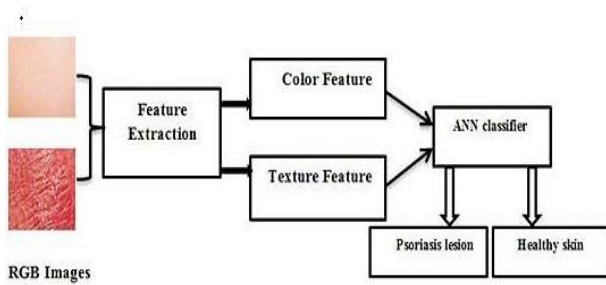 Feature
Extraction
Color Feature
Texture Feature
ANN classifier
Psoriasis lesion
Healthy skin
RGB Images